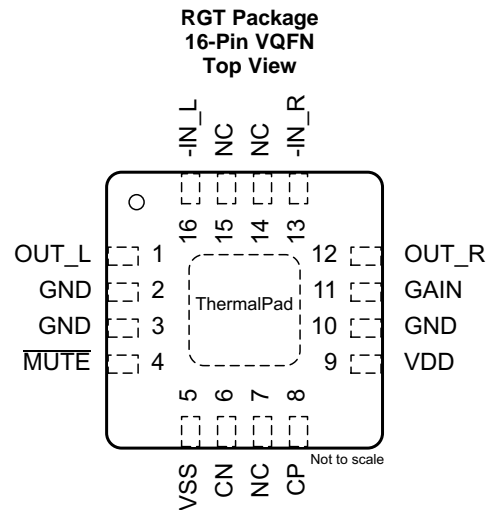 RGT Package
16-Pin VQFN
Top View
-IN_L
NC
NC
-IN_R
16
15
14
13
OUT_L 1
12 OUT_R
GND 2
11 GAIN
GND 3
10 GND
MUTE 4
9 VDD
ThermalPad
5
6
7
8
VSS
CN
NC
CP
Not to scale